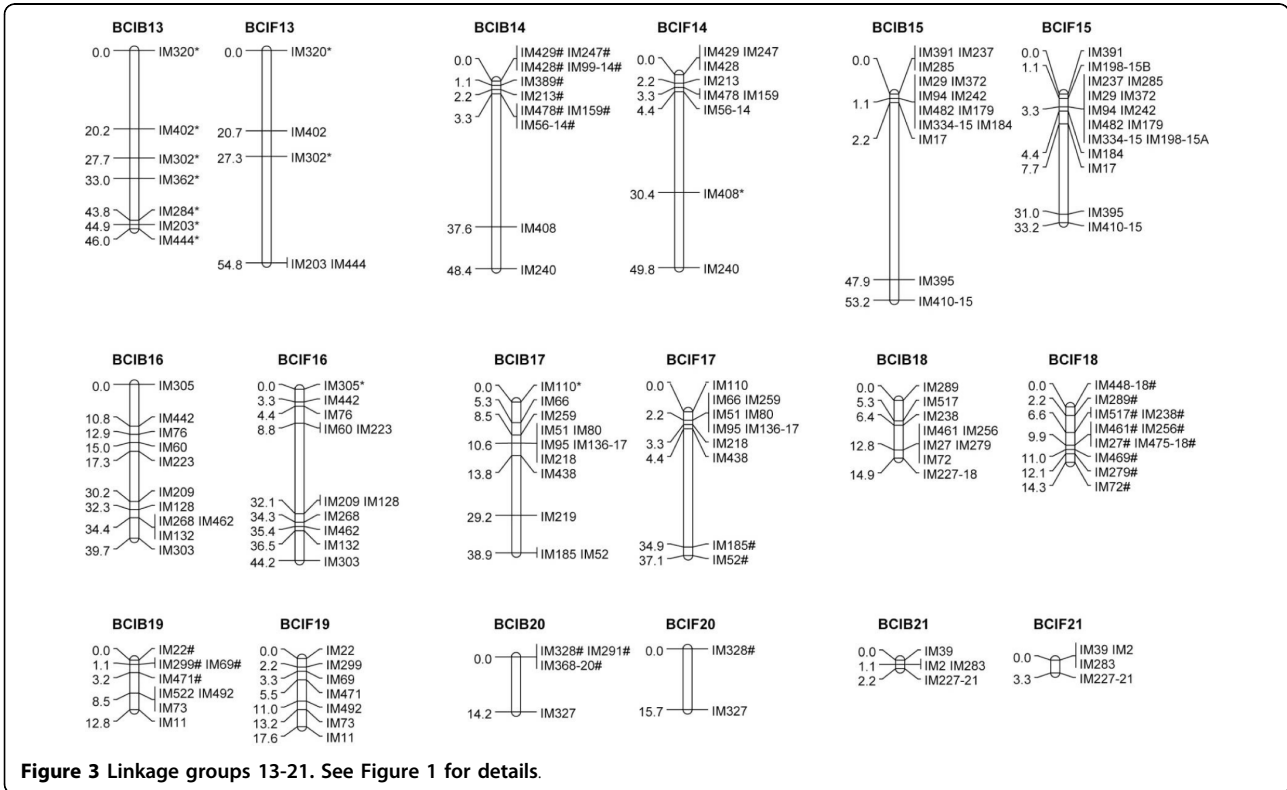 BCIB13
0.0 IM320*
20.2 IM402*
27.7 IM302*
33.0 IM362*
43.8 IM284*
44.9 IM203*
46.0 IM444*
BCIF13
0.0 IM320*
20.7 IM402
27.3 IM302*
54.8 IM203 IM444
BCIB14
0.0 IM429# IM247#
IM428# IM99-14#
1.1 IM389#
2.2 IM213#
3.3 IM478# IM159#
IM56-14#
37.6 IM408
48.4 IM240
BCIF14
0.0 IM429 IM247
IM428
2.2 IM213
3.3 IM478 IM159
4.4 IM56-14
30.4 IM408*
49.8 IM240
BCIB15
0.0 IM391 IM237
IM285
1.1 IM29 IM372
IM94 IM242
IM482 IM179
IM334-15 IM184
2.2 IM17
47.9 IM395
53.2 IM410-15
BCIF15
0.0 IM391
1.1 IM198-15B
3.3 IM237 IM285
IM29 IM372
IM94 IM242
IM482 IM179
IM334-15 IM198-15A
4.4 IM184
7.7 IM17
31.0 IM395
33.2 IM410-15
BCIB16
0.0 IM305
10.8 IM442
12.9 IM76
15.0 IM60
17.3 IM223
30.2 IM209
32.3 IM128
34.4 IM268 IM462
IM132
39.7 IM303
BCIF16
0.0 IM305*
3.3 IM442
4.4 IM76
8.8 IM60 IM223
32.1 IM209 IM128
34.3 IM268
35.4 IM462
36.5 IM132
44.2 IM303
BCIB17
0.0 IM110*
5.3 IM66
8.5 IM259
10.6 IM51 IM80
IM95 IM136-17
IM218
13.8 IM438
29.2 IM219
38.9 IM185 IM52
BCIF17
0.0 IM110
2.2 IM66 IM259
IM51 IM80
IM95 IM136-17
3.3 IM218
4.4 IM438
34.9 IM185#
37.1 IM52#
BCIB18
0.0 IM289
5.3 IM517
6.4 IM238
12.8 IM461 IM256
IM27 IM279
IM72
14.9 IM227-18
BCIF18
0.0 IM448-18#
2.2 IM289#
6.6 IM517# IM238#
9.9 IM461# IM256#
IM27# IM475-18#
11.0 IM469#
12.1 IM279#
14.3 IM72#
BCIB19
0.0 IM22#
1.1 IM299# IM69#
3.2 IM471#
8.5 IM522 IM492
IM73
12.8 IM11
BCIF19
0.0 IM22
2.2 IM299
3.3 IM69
5.5 IM471
11.0 IM492
13.2 IM73
17.6 IM11
BCIB20
0.0 IM328# IM291#
IM368-20#
14.2 IM327
BCIF20
0.0 IM328#
15.7 IM327
BCIB21
0.0 IM39
1.1 IM2 IM283
2.2 IM227-21
BCIF21
0.0 IM39 IM2
IM283
3.3 IM227-21
Figure 3 Linkage groups 13-21. See Figure 1 for details.